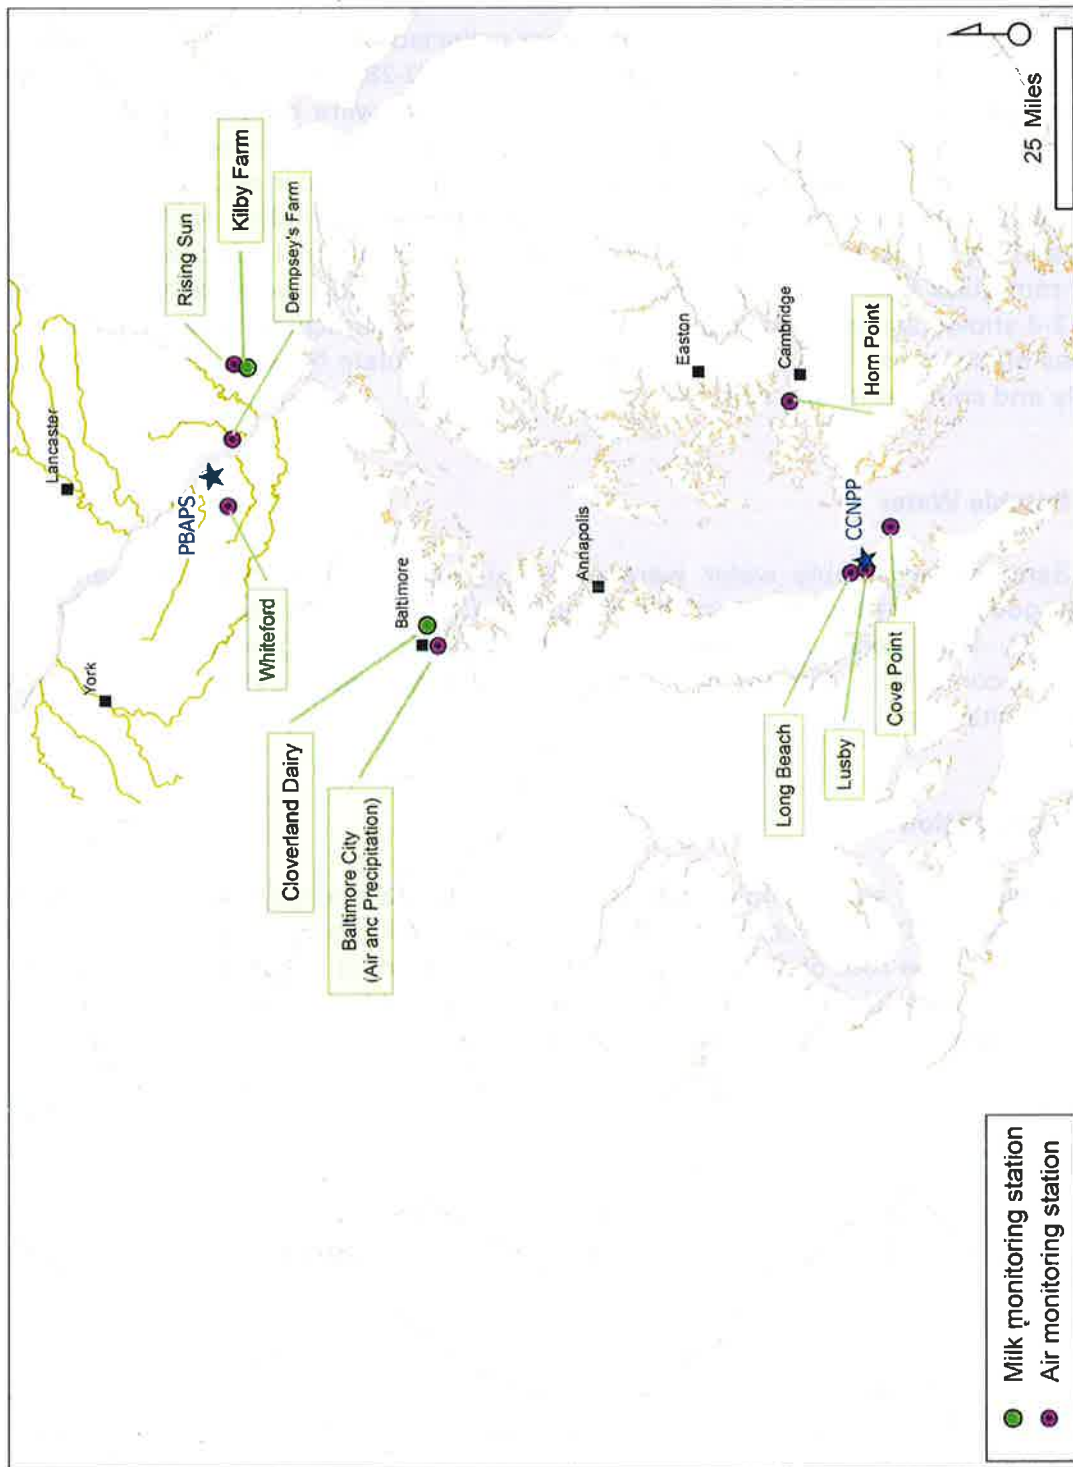 Lancaster
York
PBAPS
Rising Sun
Kilby Farm
Dempsey's Farm
Whiteford
Baltimore
Cloverland Dairy
Baltimore City
(Air anc Precipitation)
Annapolis
Easton
Cambridge
Horn Point
CCNPP
Long Beach
Lusby
Cove Point
25 Miles
Milk monitoring station
Air monitoring station